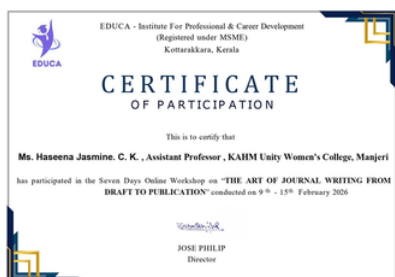 EDUCA - Institute For Professional & Career Development
(Registered under MSME)
Kottarakkara, Kerala
EDUCA
CERTIFICATE
OF PARTICIPATION
This is to certify that
Ms. Haseena Jasmine. C. K. , Assistant Professor , KAHM Unity Women's College, Manjeri
has participated in the Seven Days Online Workshop on "THE ART OF JOURNAL WRITING FROM
DRAFT TO PUBLICATION" conducted on 9 th - 15th February 2026
JOSE PHILIP
Director